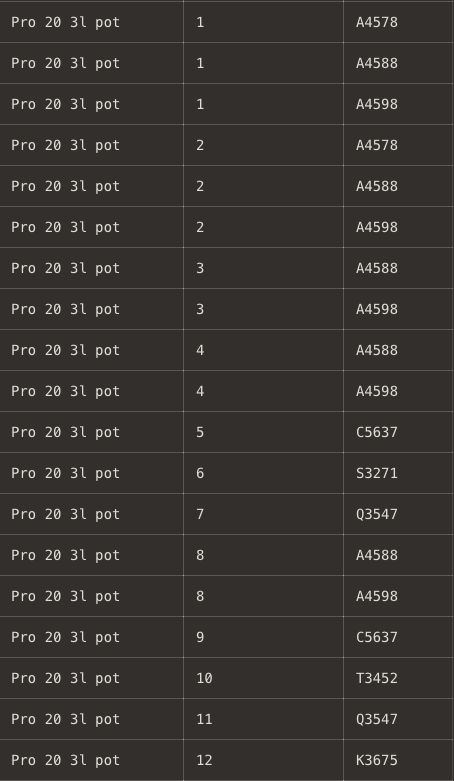 Pro 20 3l pot 1 A4578
Pro 20 3l pot 1 A4588
Pro 20 3l pot 1 A4598
Pro 20 3l pot 2 A4578
Pro 20 3l pot 2 A4588
Pro 20 3l pot 2 A4598
Pro 20 3l pot 3 A4588
Pro 20 3l pot 3 A4598
Pro 20 3l pot 4 A4588
Pro 20 3l pot 4 A4598
Pro 20 3l pot 5 C5637
Pro 20 3l pot 6 S3271
Pro 20 3l pot 7 Q3547
Pro 20 3l pot 8 A4588
Pro 20 3l pot 8 A4598
Pro 20 3l pot 9 C5637
Pro 20 3l pot 10 T3452
Pro 20 3l pot 11 Q3547
Pro 20 3l pot 12 K3675